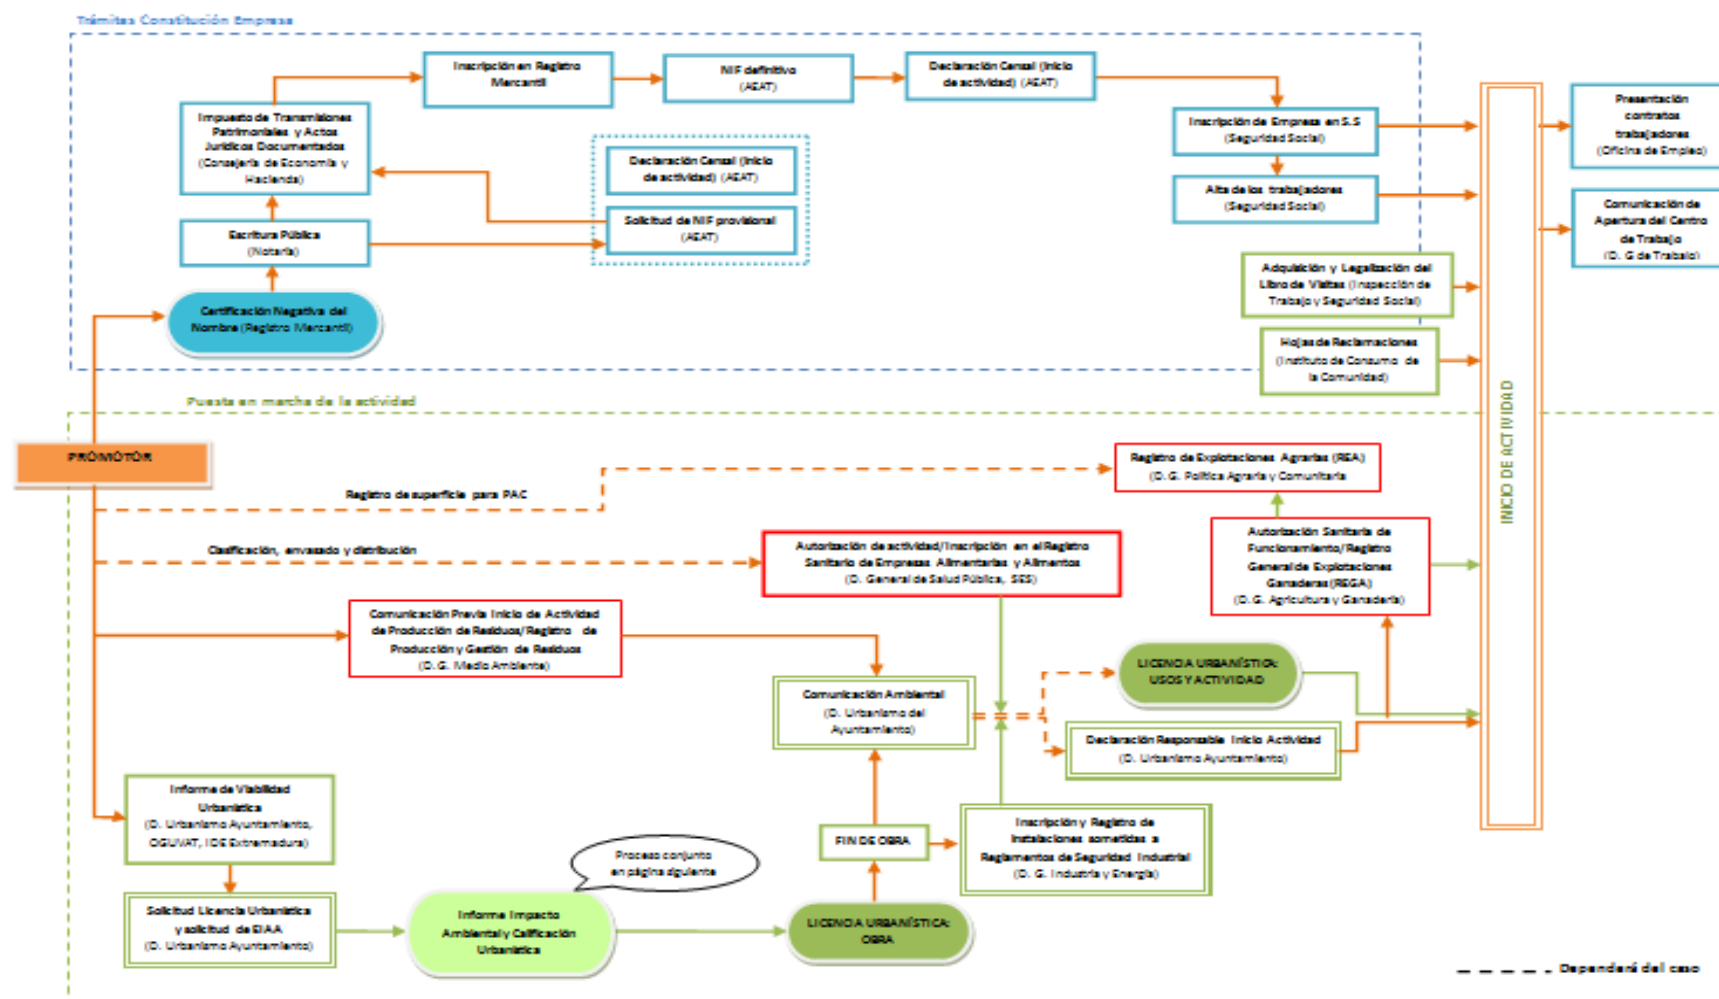 Trámites Constitución Empresa
Inscripción en Registro
Mercantil
NIF definitivo
(AEAT)
Declaración Censal (Inicio
de actividad) (AEAT)
Impuesto de Transmisiones
Patrimoniales y Actos
Jurídicos Documentados
(Consejería de Economía y
Hacienda)
Declaración Censal (Inicio
de actividad) (AEAT)
Solicitud de NIF provisional
(AEAT)
Escritura Pública
(Notaría)
Certificación Negativa del
Nombre (Registro Mercantil)
Inscripción de Empresa en S.S
(Seguridad Social)
Alta de los trabajadores
(Seguridad Social)
Adquisición y Legalización del
Libro de Visitas (Inspección de
Trabajo y Seguridad Social)
Hojas de Reclamaciones
(Instituto de Consumo de
la Comunidad)
Presentación
contratos
trabajadores
(Oficina de Empleo)
Comunicación de
Apertura del Centro
de Trabajo
(D. G de Trabajo)
INICIO DE ACTIVIDAD
Puesta en marcha de la actividad
PROMOTOR
Registro de superficie para PAC
Registro de Explotaciones Agrarias (REA)
(D.G. Política Agraria y Comunitaria
Clasificación, envasado y distribución
Autorización de actividad/Inscripción en el Registro
Sanitario de Empresas Alimentarias y Alimentos
(D. General de Salud Pública, SES)
Autorización Sanitaria de
Funcionamiento/Registro
General de Explotaciones
Ganaderas (REGA)
(D.G. Agricultura y Ganadería)
Comunicación Previa Inicio de Actividad
de Producción de Residuos/Registro de
Producción y Gestión de Residuos
(D.G. Medio Ambiente)
Comunicación Ambiental
(D. Urbanismo del
Ayuntamiento)
LICENCIA URBANÍSTICA:
USOS Y ACTIVIDAD
Declaración Responsable Inicio Actividad
(D. Urbanismo Ayuntamiento)
Informe de Viabilidad
Urbanística
(D. Urbanismo Ayuntamiento,
OGUVAT, IDE Extremadura)
Solicitud Licencia Urbanística
y solicitud de EIAA
(D. Urbanismo Ayuntamiento)
Proceso conjunto
en página siguiente
Informe Impacto
Ambiental y Calificación
Urbanística
FIN DE OBRA
LICENCIA URBANÍSTICA:
OBRA
Inscripción y Registro de
Instalaciones sometidas a
Reglamentos de Seguridad Industrial
(D. G. Industria y Energía)
Dependerá del caso